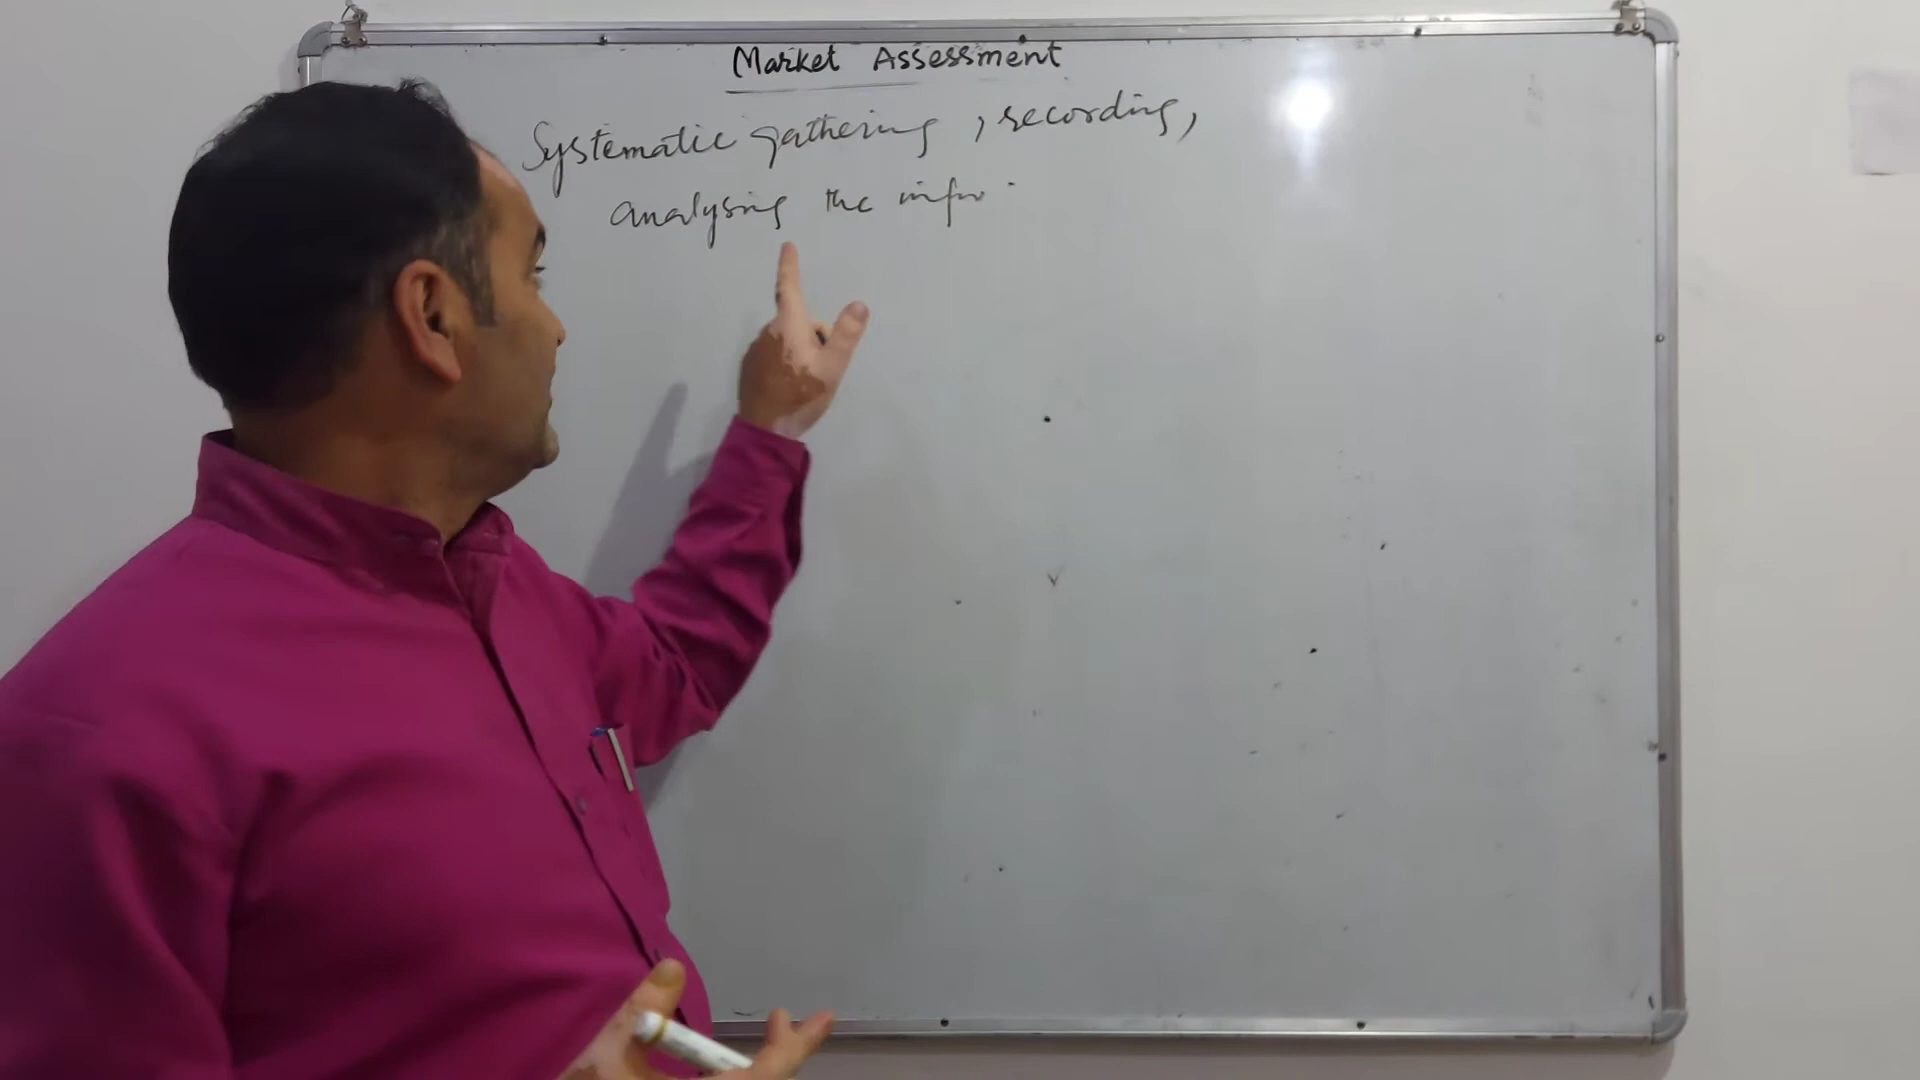 Market Assessment
Systematic gathering, recording,
analysing the info.